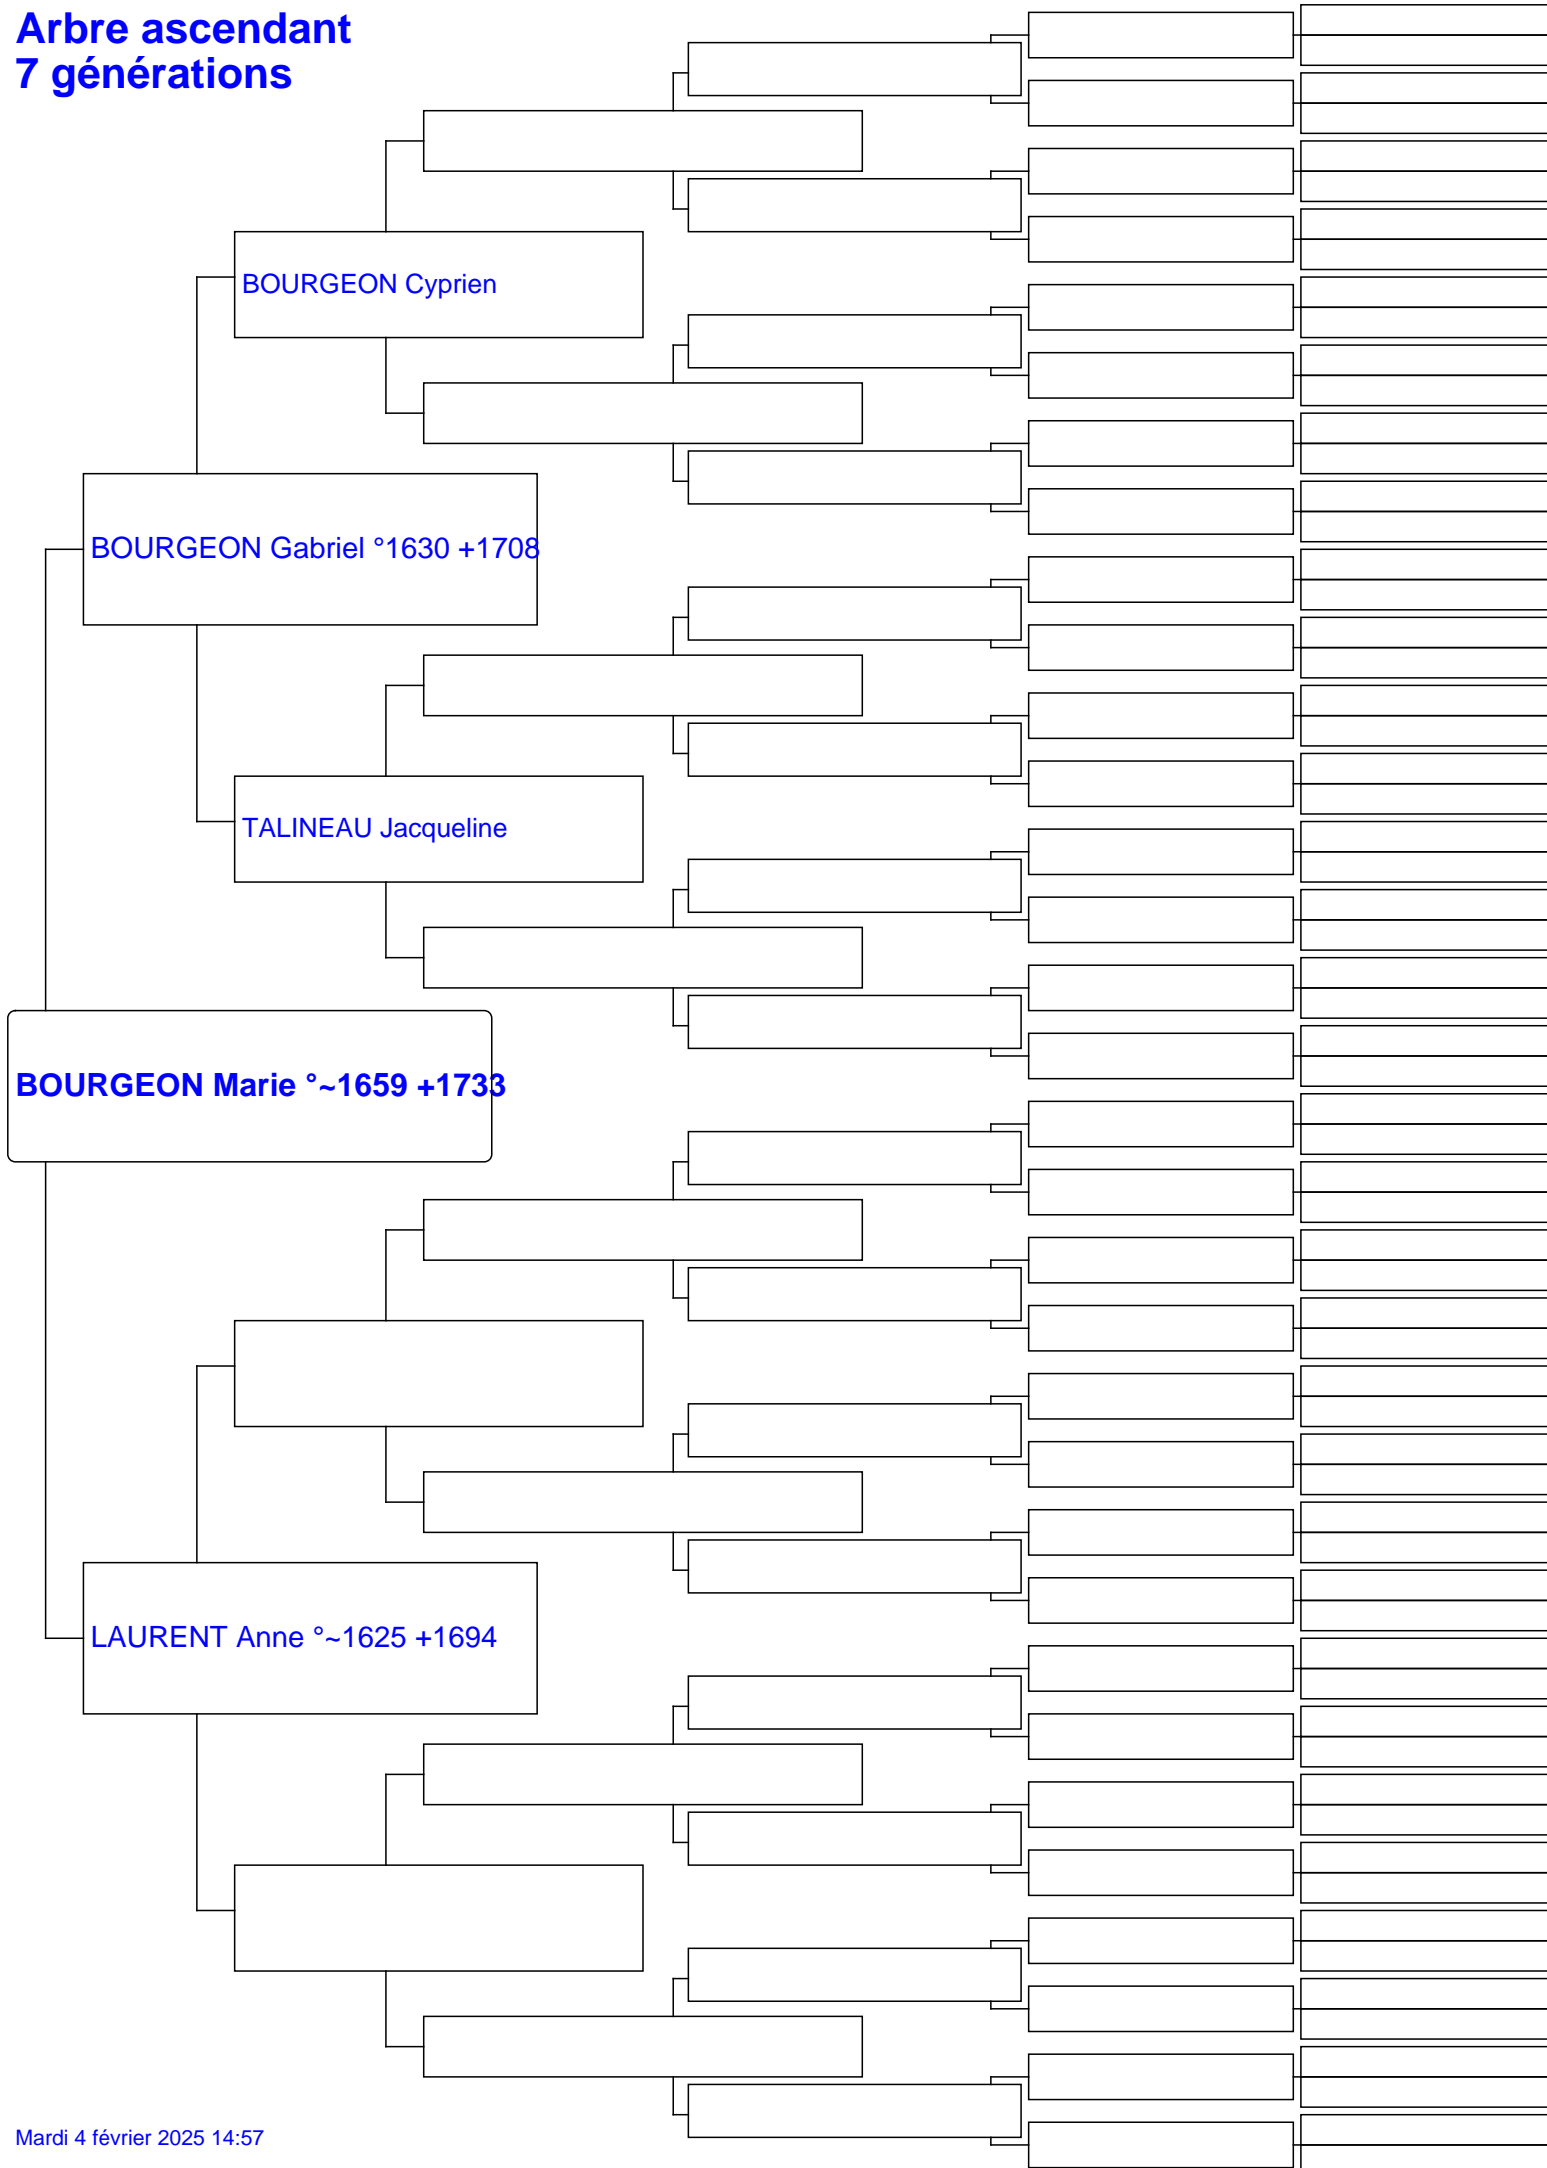 Arbre ascendant
7 générations
BOURGEON Cyprien
BOURGEON Gabriel °1630 +1708
TALINEAU Jacqueline
BOURGEON Marie °~1659 +1733
LAURENT Anne °~1625 +1694
Mardi 4 février 2025 14:57